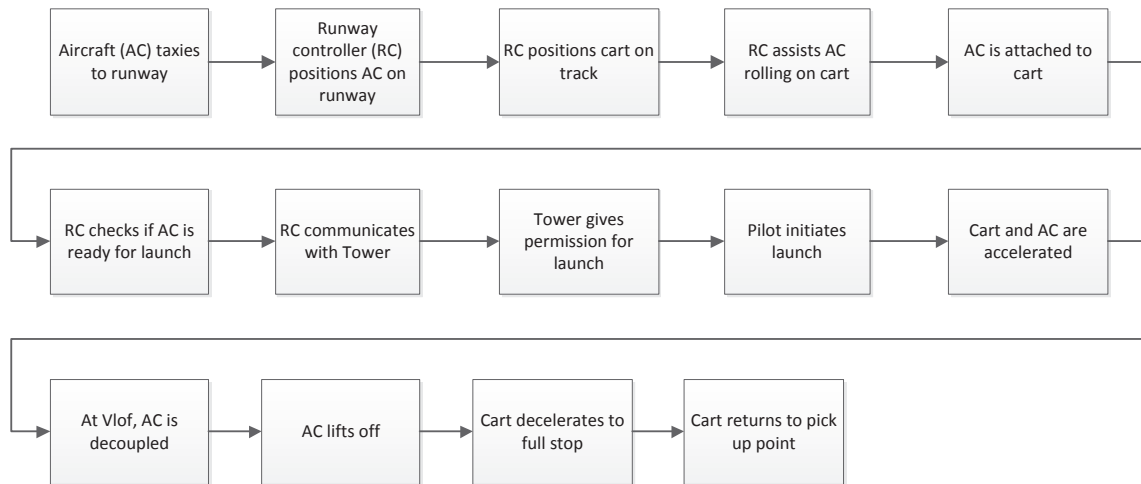 Aircraft (AC) taxies
to runway
Runway
controller (RC)
positions AC on
runway
RC positions cart on
track
RC assists AC
rolling on cart
AC is attached to
cart
RC checks if AC is
ready for launch
RC communicates
with Tower
Tower gives
permission for
launch
Pilot initiates
launch
Cart and AC are
accelerated
At Vlof, AC is
decoupled
AC lifts off
Cart decelerates to
full stop
Cart returns to pick
up point